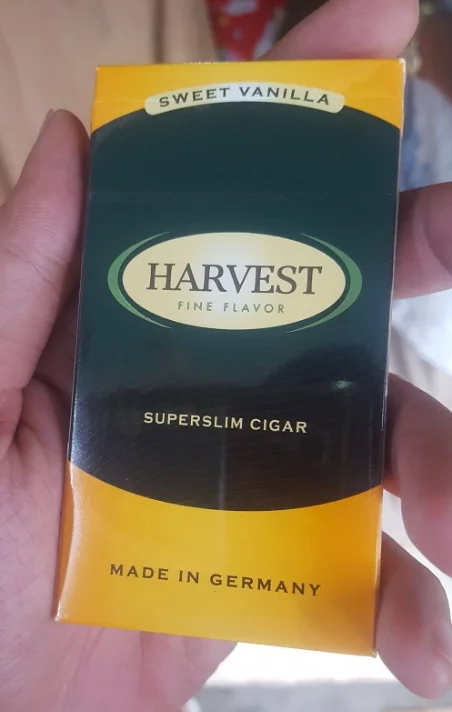 SWEET VANILLA
HARVEST
FINE FLAVOR
SUPERSLIM CIGAR
MADE IN GERMANY